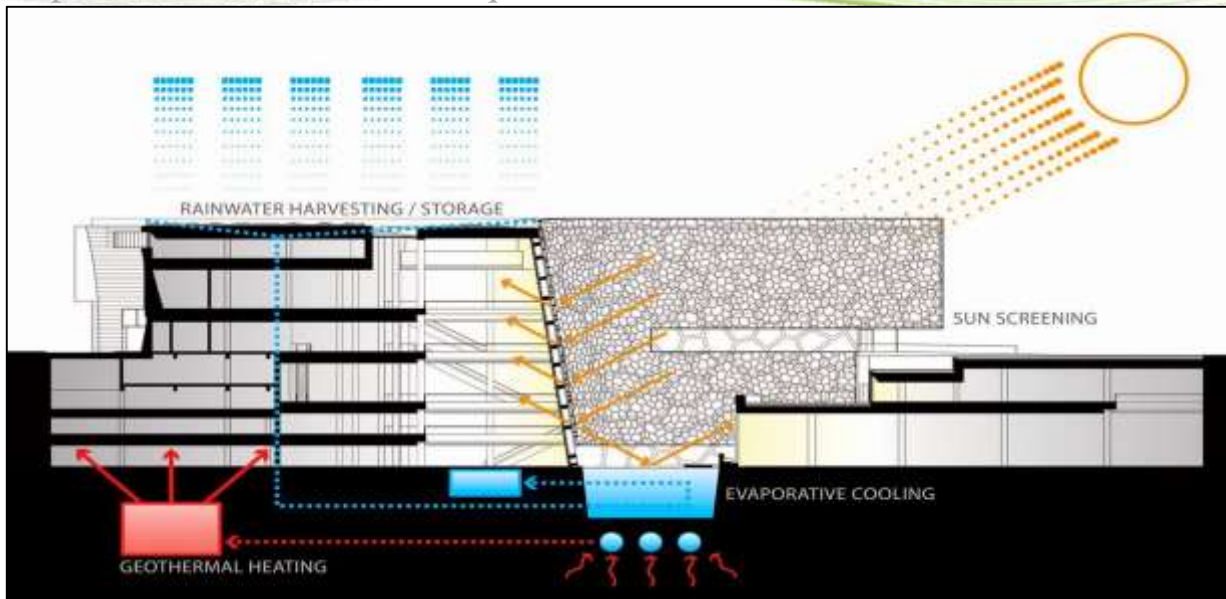 RAINWATER HARVESTING / STORAGE
SUN SCREENING
EVAPORATIVE COOLING
GEOTHERMAL HEATING